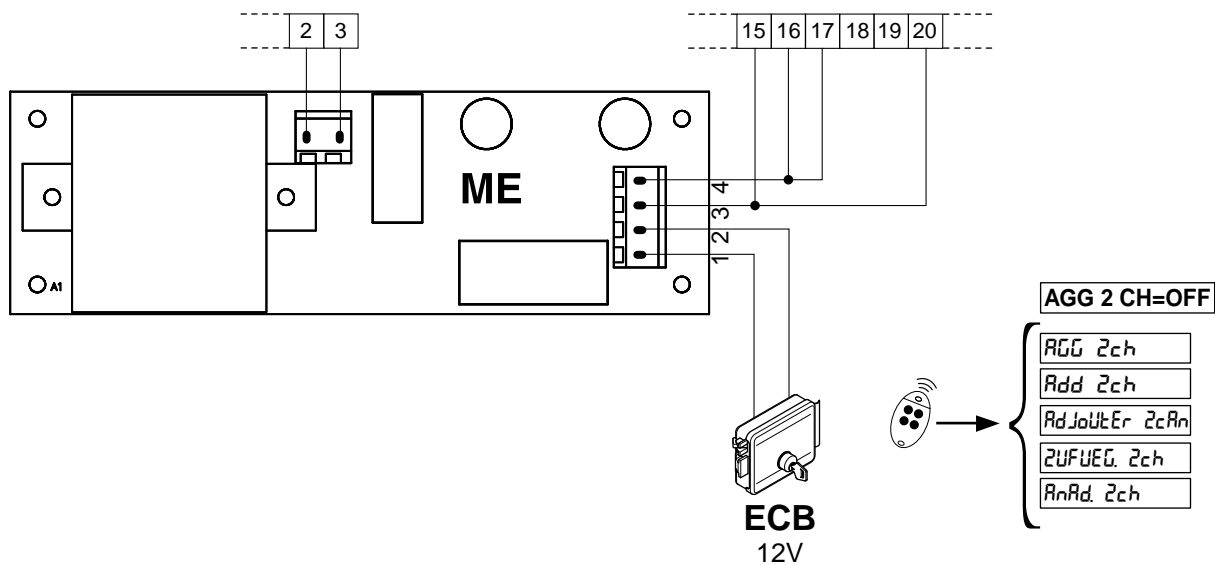 2 3
15 16 17 18 19 20
ME
4
3
2
1
A1
AGG 2 CH=OFF
AGG 2ch
Add 2ch
AdJoUtEr 2cAn
ZUFUEG. 2ch
AnAd. 2ch
ECB
12V